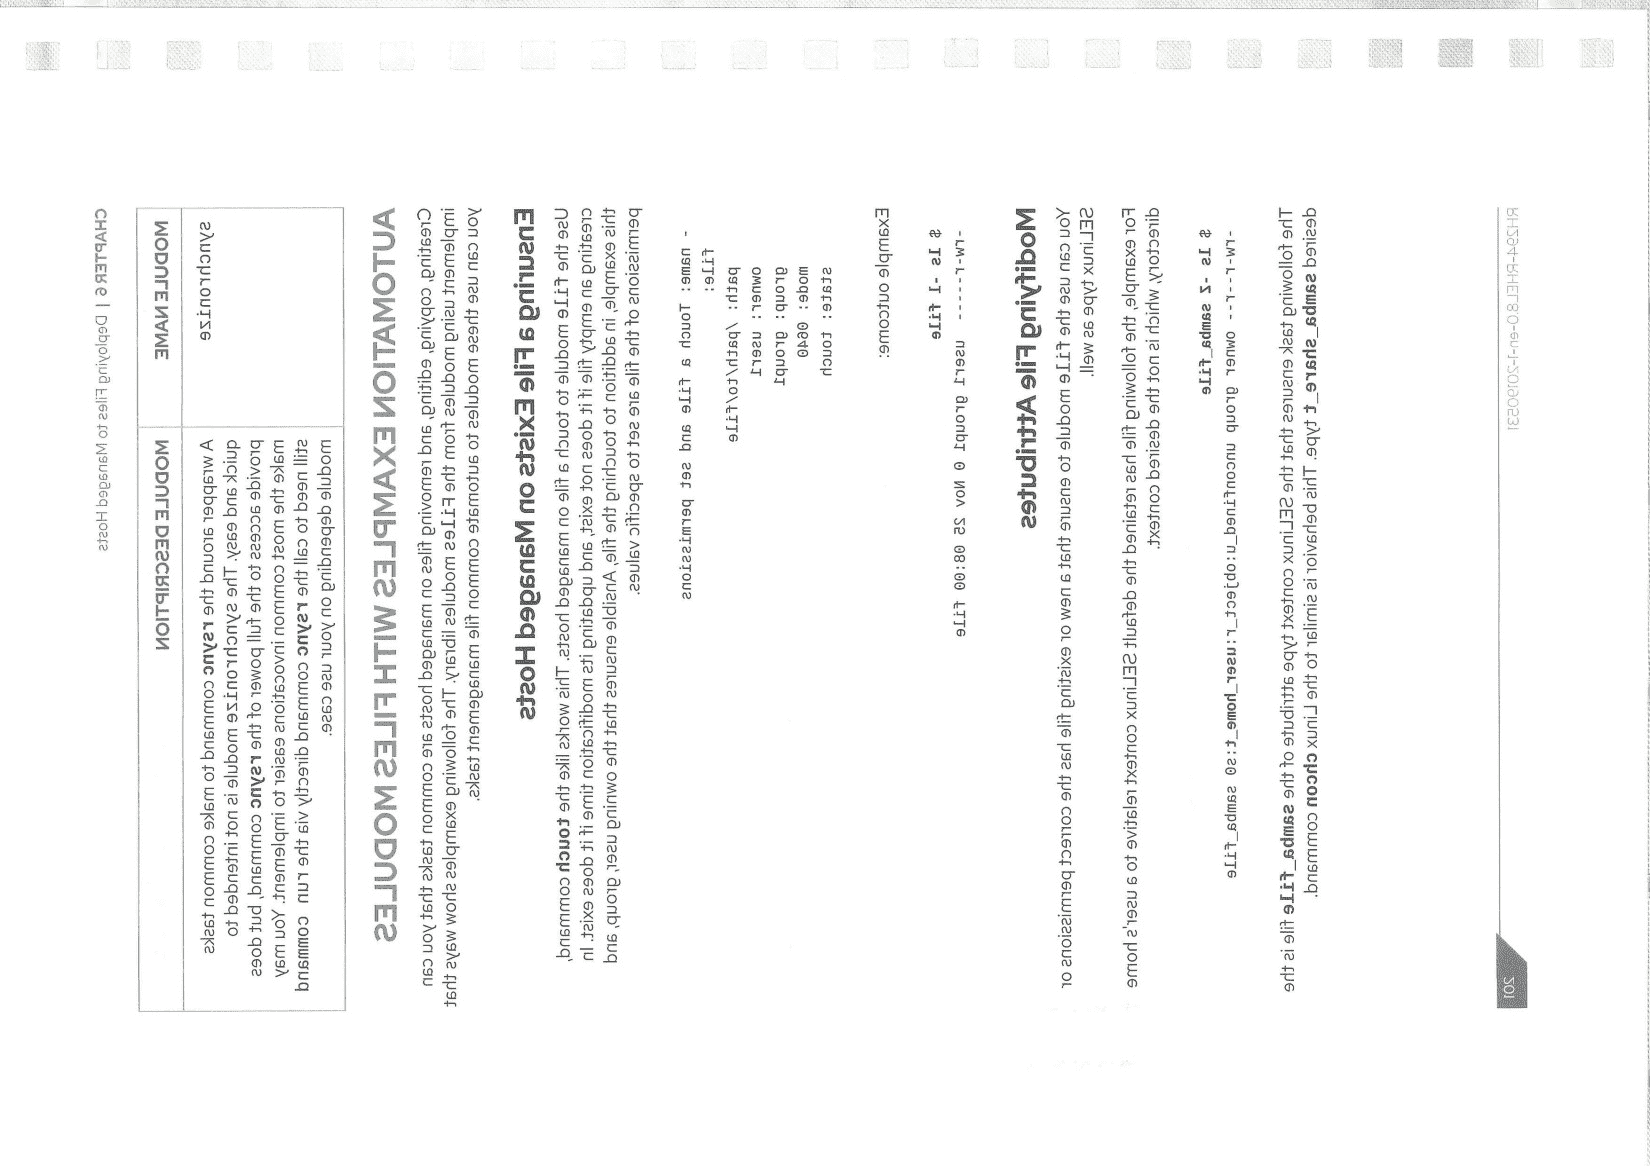 CHAPTER 6 | Deploying Files to Managed Hosts
MODULE NAME MODULE DESCRIPTION
synchronize A wrapper around the rsync command to make common tasks
quick and easy. The synchronize module is not intended to
provide access to the full power of the rsync command, but does
make the most common invocations easier to implement. You may
still need to call the rsync command directly via the run command
module depending on your use case.
AUTOMATION EXAMPLES WITH FILES MODULES
Creating, copying, editing, and removing files on managed hosts are common tasks that you can
implement using modules from the Files modules library. The following examples show ways that
you can use these modules to automate common file management tasks.
Ensuring a File Exists on Managed Hosts
Use the file module to touch a file on managed hosts. This works like the touch command,
creating an empty file if it does not exist, and updating its modification time if it does exist. In
this example, in addition to touching the file, Ansible ensures that the owning user, group, and
permissions of the file are set to specific values.
- name: Touch a file and set permissions
file:
path: /path/to/file
owner: user1
group: group1
mode: 0640
state: touch
Example outcome:
$ ls -l file
-rw-r----- user1 group1 0 Nov 25 08:00 file
Modifying File Attributes
You can use the file module to ensure that a new or existing file has the correct permissions or
SELinux type as well.
For example, the following file has retained the default SELinux context relative to a user's home
directory, which is not the desired context.
$ ls -Z samba_file
-rw-r--r-- owner group unconfined_u:object_r:user_home_t:s0 samba_file
The following task ensures that the SELinux context type attribute of the samba_file file is the
desired samba_share_t type. This behavior is similar to the Linux chcon command.
RH294-RHEL8.0-en-1-20190531 201